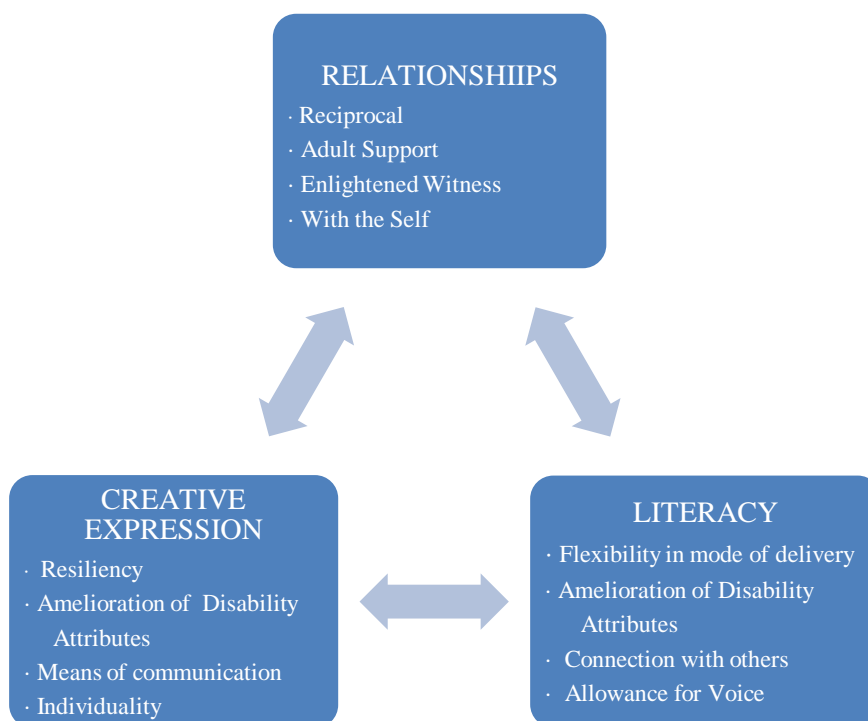 RELATIONSHIIPS
· Reciprocal
· Adult Support
· Enlightened Witness
· With the Self
CREATIVE
EXPRESSION
· Resiliency
· Amelioration of Disability
Attributes
· Means of communication
· Individuality
LITERACY
· Flexibility in mode of delivery
· Amelioration of Disability
Attributes
· Connection with others
· Allowance for Voice